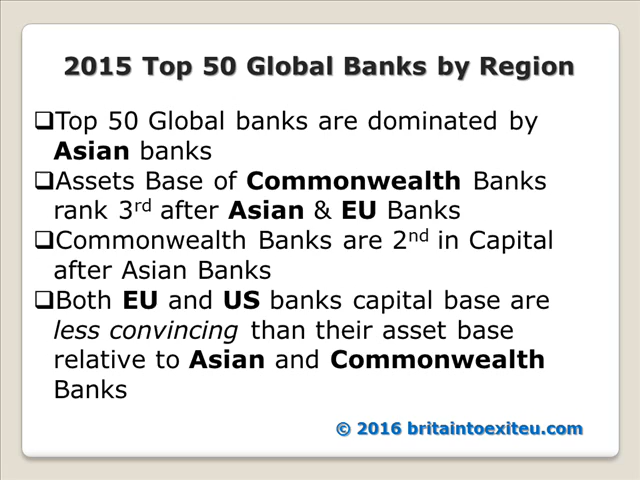 2015 Top 50 Global Banks by Region
❑Top 50 Global banks are dominated by
Asian banks
❑Assets Base of Commonwealth Banks
rank 3rd after Asian & EU Banks
❑Commonwealth Banks are 2nd in Capital
after Asian Banks
❑Both EU and US banks capital base are
less convincing than their asset base
relative to Asian and Commonwealth
Banks
© 2016 britaintoexiteu.com